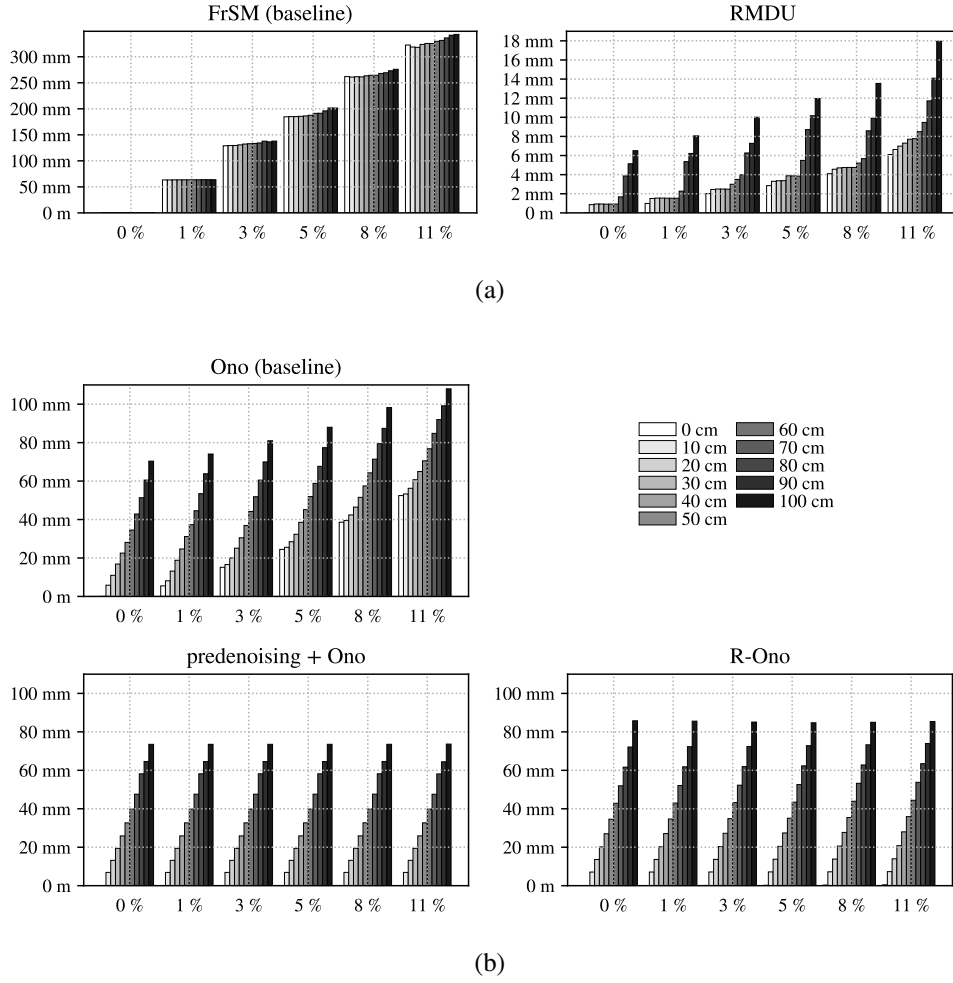 FrSM (baseline)
300 mm
250 mm
200 mm
150 mm
100 mm
50 mm
0 m
0 % 1 % 3 % 5 % 8 % 11 %
RMDU
18 mm
16 mm
14 mm
12 mm
10 mm
8 mm
6 mm
4 mm
2 mm
0 m
0 % 1 % 3 % 5 % 8 % 11 %
(a)
Ono (baseline)
100 mm
80 mm
60 mm
40 mm
20 mm
0 m
0 % 1 % 3 % 5 % 8 % 11 %
0 cm
10 cm
20 cm
30 cm
40 cm
50 cm
60 cm
70 cm
80 cm
90 cm
100 cm
predenoising + Ono
100 mm
80 mm
60 mm
40 mm
20 mm
0 m
0 % 1 % 3 % 5 % 8 % 11 %
R-Ono
100 mm
80 mm
60 mm
40 mm
20 mm
0 m
0 % 1 % 3 % 5 % 8 % 11 %
(b)